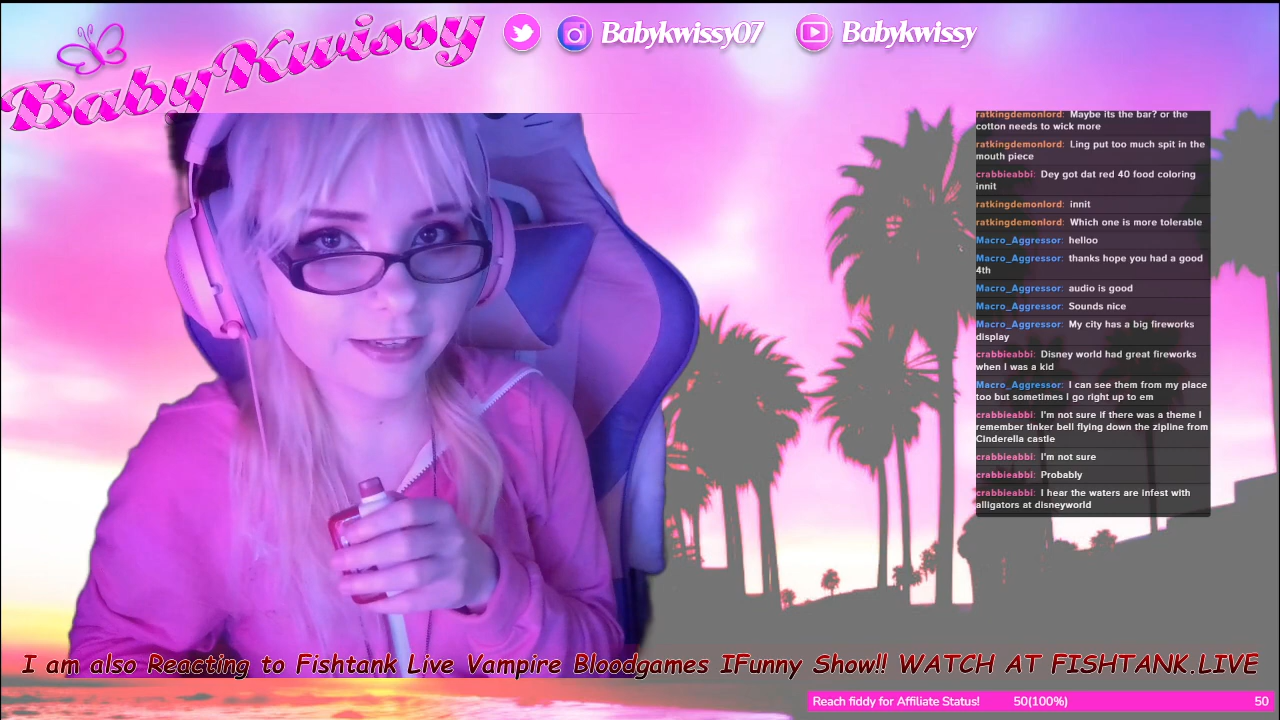 BabyKwissy
Babykwissy07
Babykwissy
ratkingdemonlord: Maybe its the bar? or the
cotton needs to wick more
ratkingdemonlord: Ling put too much spit in the
mouth piece
crabbieabbi: Dey got dat red 40 food coloring
innit
ratkingdemonlord: innit
ratkingdemonlord: Which one is more tolerable
Macro_Aggressor: helloo
Macro_Aggressor: thanks hope you had a good
4th
Macro_Aggressor: audio is good
Macro_Aggressor: Sounds nice
Macro_Aggressor: My city has a big fireworks
display
crabbieabbi: Disney world had great fireworks
when I was a kid
Macro_Aggressor: I can see them from my place
too but sometimes I go right up to em
crabbieabbi: I'm not sure if there was a theme I
remember tinker bell flying down the zipline from
Cinderella castle
crabbieabbi: I'm not sure
crabbieabbi: Probably
crabbieabbi: I hear the waters are infest with
alligators at disneyworld
I am also Reacting to Fishtank Live Vampire Bloodgames IFunny Show!! WATCH AT FISHTANK.LIVE
Reach fiddy for Affiliate Status! 50(100%) 50